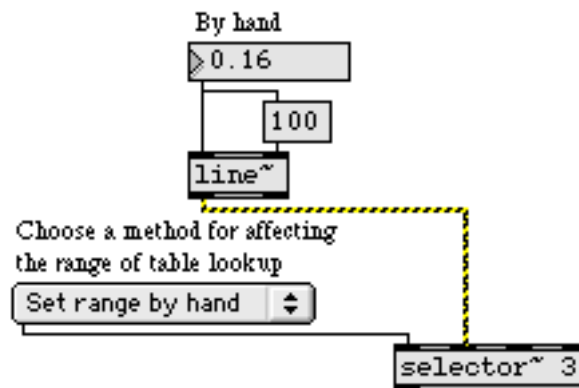 By hand
0.16
100
line~
Choose a method for affecting
the range of table lookup
Set range by hand
selector~ 3